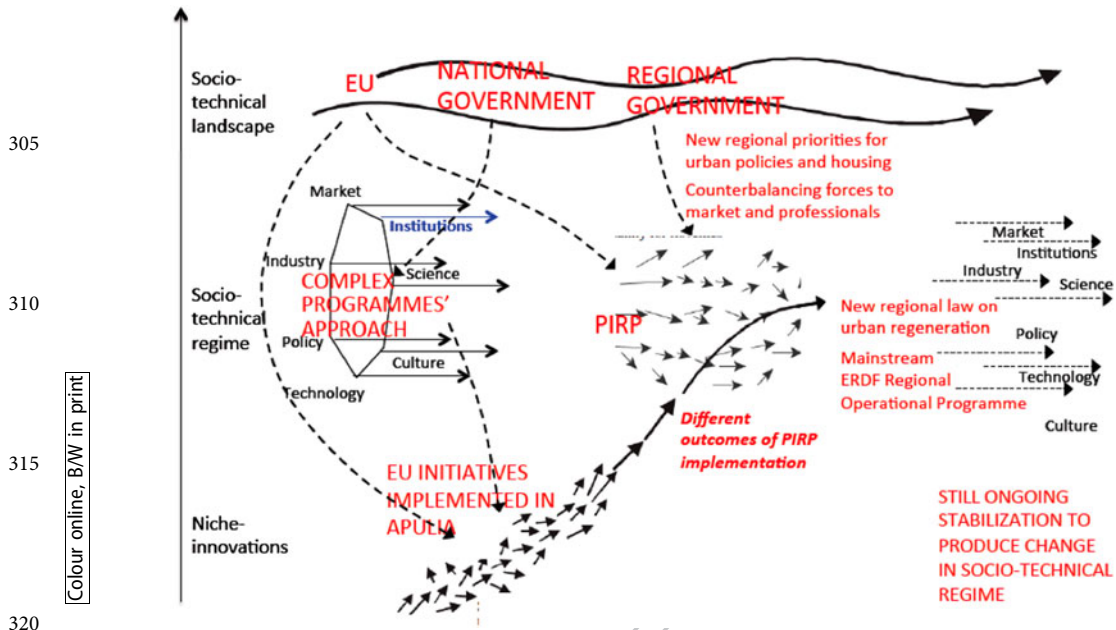 Socio-
technical
landscape
EU
NATIONAL
GOVERNMENT
REGIONAL
GOVERNMENT
305
New regional priorities for
urban policies and housing
Counterbalancing forces to
market and professionals
Market
Institutions
Industry
Science
COMPLEX
PROGRAMMES’
APPROACH
Policy
Culture
Technology
310
Socio-
technical
regime
PIRP
Market
Institutions
Industry
Science
New regional law on
urban regeneration
Policy
Mainstream
ERDF Regional
Operational Programme
Technology
Culture
Different
outcomes of PIRP
implementation
315
EU INITIATIVES
IMPLEMENTED IN
APULIA
Niche-
innovations
STILL ONGOING
STABILIZATION TO
PRODUCE CHANGE
IN SOCIO-TECHNICAL
REGIME
Colour online, B/W in print
320